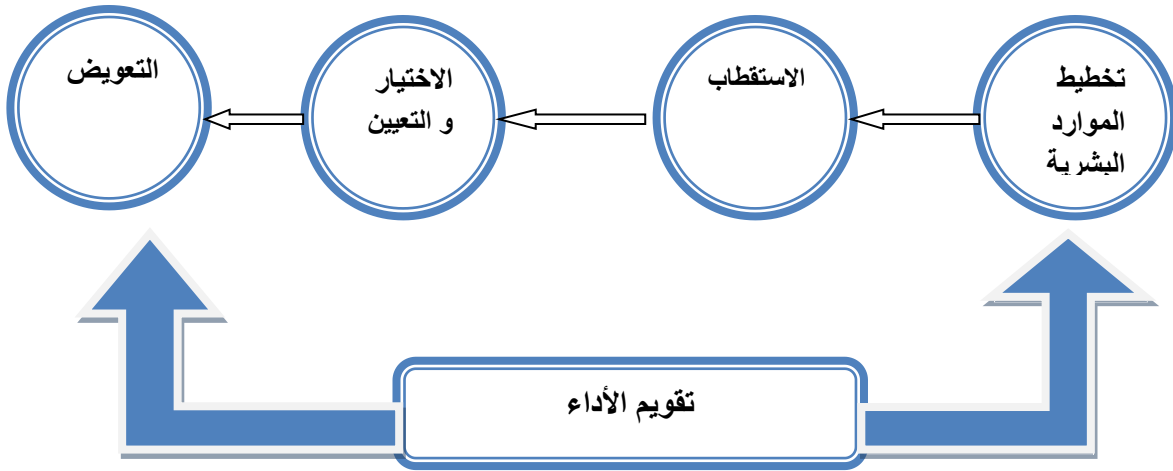 تخطيط
الموارد
البشرية
الاستقطاب
الاختيار
و التعيين
التعويض
تقويم الأداء